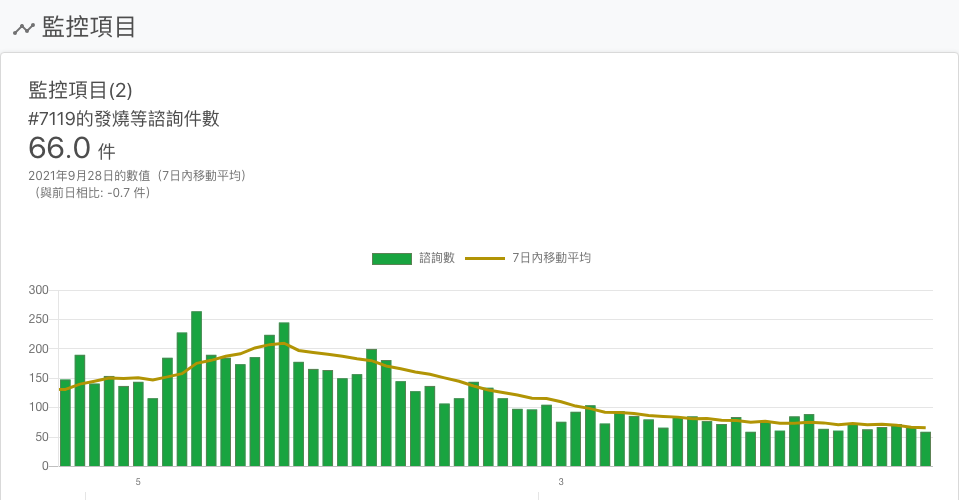 監控項目
監控項目(2)
#7119的發燒等諮詢件數
66.0 件
2021年9月28日的數值（7日內移動平均）
（與前日相比: -0.7 件）
諮詢數 7日內移動平均
300
250
200
150
100
50
0
5 3